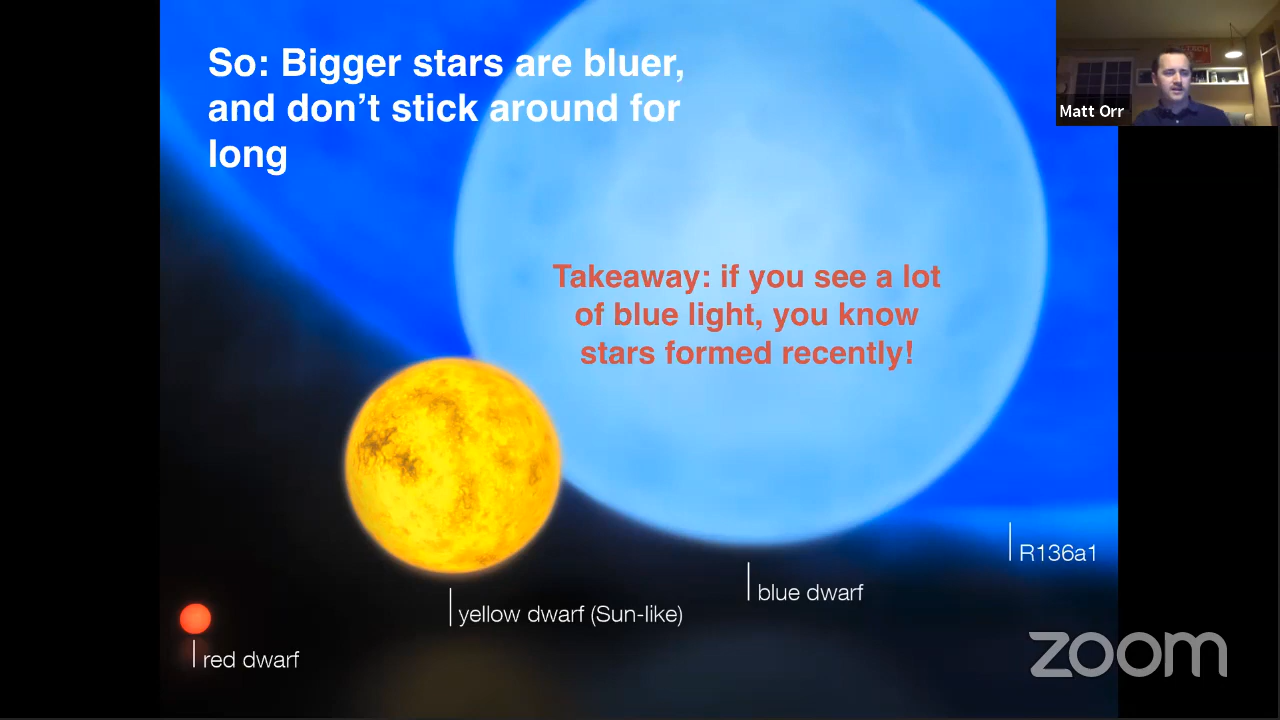 So: Bigger stars are bluer,
and don't stick around for
long
Matt Orr
Takeaway: if you see a lot
of blue light, you know
stars formed recently!
R136a1
blue dwarf
yellow dwarf (Sun-like)
red dwarf
zoom